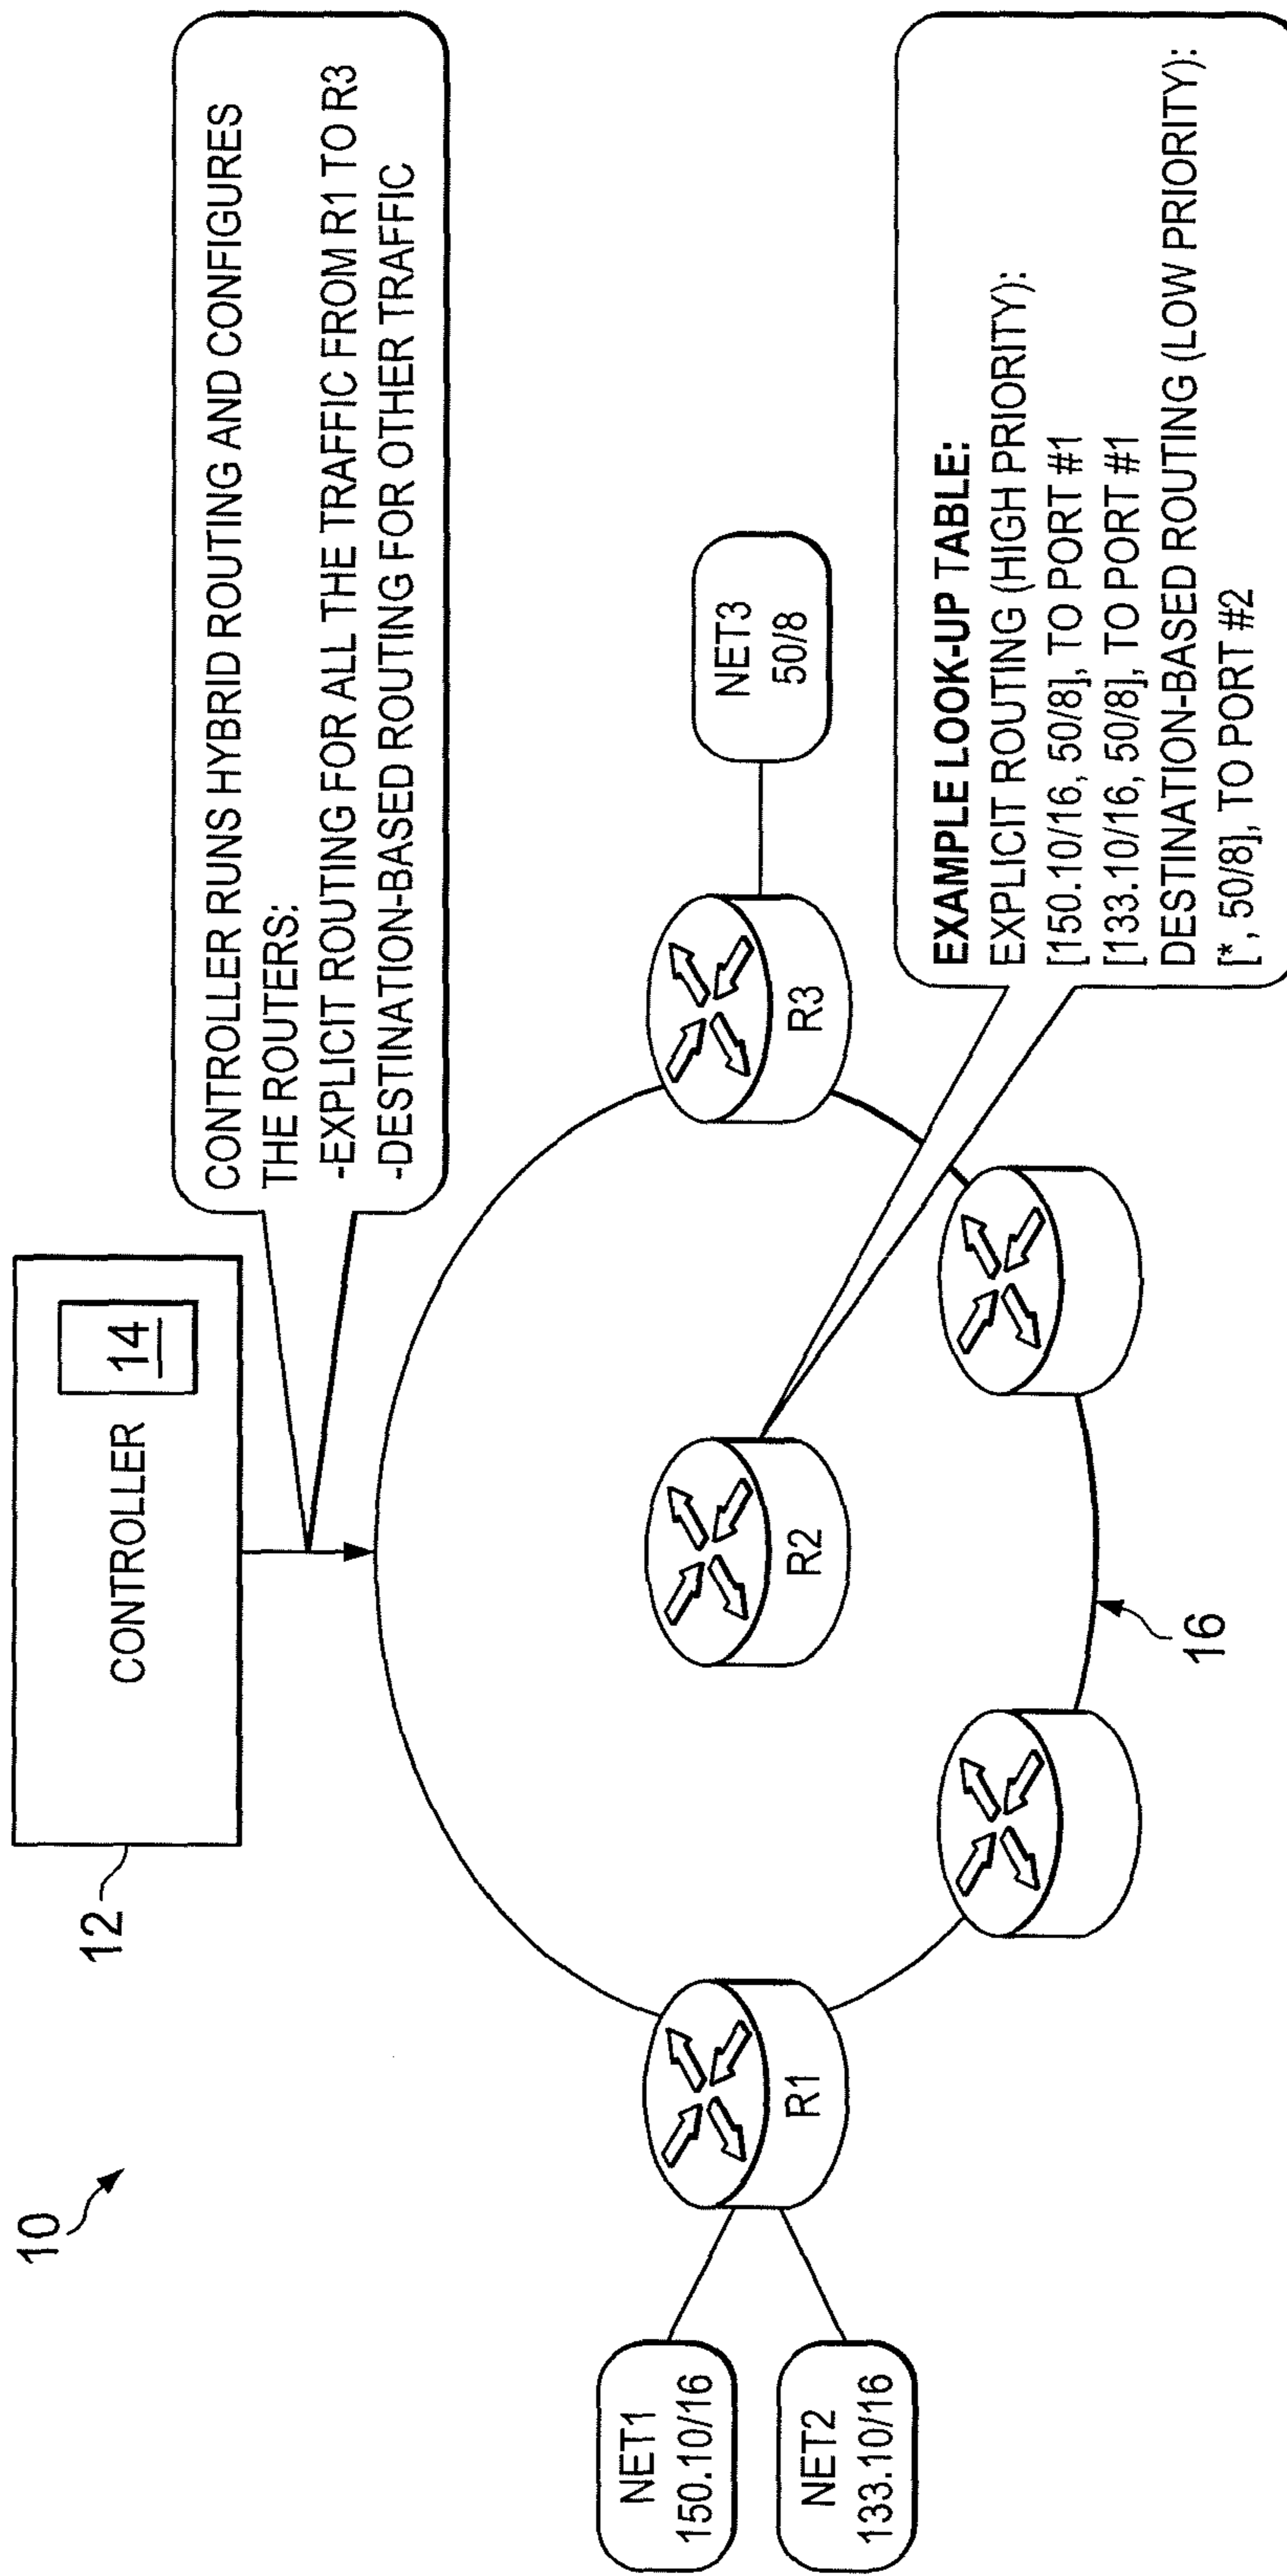 10
12
CONTROLLER
14
CONTROLLER RUNS HYBRID ROUTING AND CONFIGURES
THE ROUTERS:
-EXPLICIT ROUTING FOR ALL THE TRAFFIC FROM R1 TO R3
-DESTINATION-BASED ROUTING FOR OTHER TRAFFIC
NET1
150.10/16
NET2
133.10/16
R1
R2
R3
NET3
50/8
16
EXAMPLE LOOK-UP TABLE:
EXPLICIT ROUTING (HIGH PRIORITY):
[150.10/16, 50/8], TO PORT #1
[133.10/16, 50/8], TO PORT #1
DESTINATION-BASED ROUTING (LOW PRIORITY):
[*, 50/8], TO PORT #2